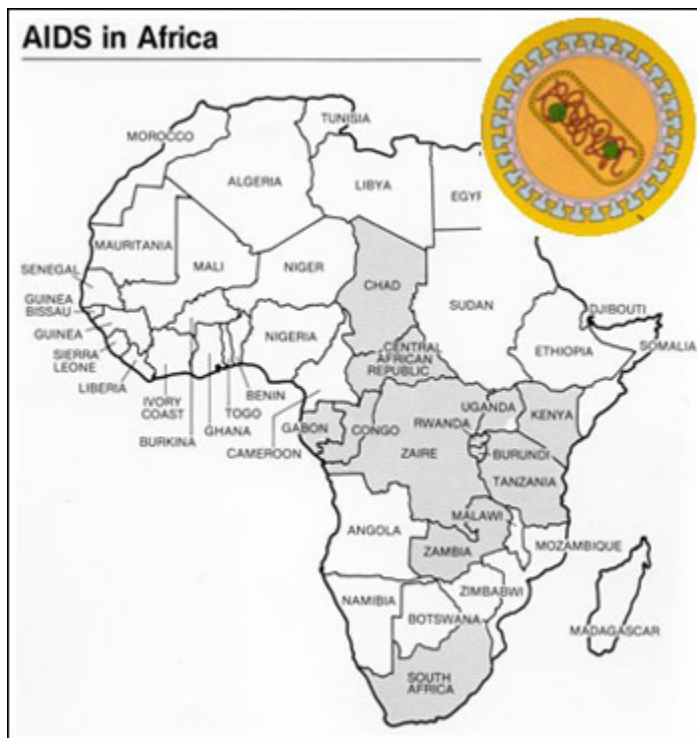 AIDS in Africa
TUNISIA
MOROCCO
ALGERIA
LIBYA
EGYP
MAURITANIA
MALI
NIGER
CHAD
SUDAN
SENEGAL
GUINEA
BISSAU
GUINEA
SIERRA
LEONE
LIBERIA
IVORY
COAST
BURKINA
GHANA
TOGO
BENIN
NIGERIA
CAMEROON
CENTRAL
AFRICAN
REPUBLIC
DJIBOUTI
ETHIOPIA
SOMALIA
GABON
CONGO
ZAIRE
UGANDA
KENYA
RWANDA
BURUNDI
TANZANIA
ANGOLA
MALAWI
ZAMBIA
MOZAMBIQUE
ZIMBABWI
NAMIBIA
BOTSWANA
MADAGASCAR
SOUTH
AFRICA